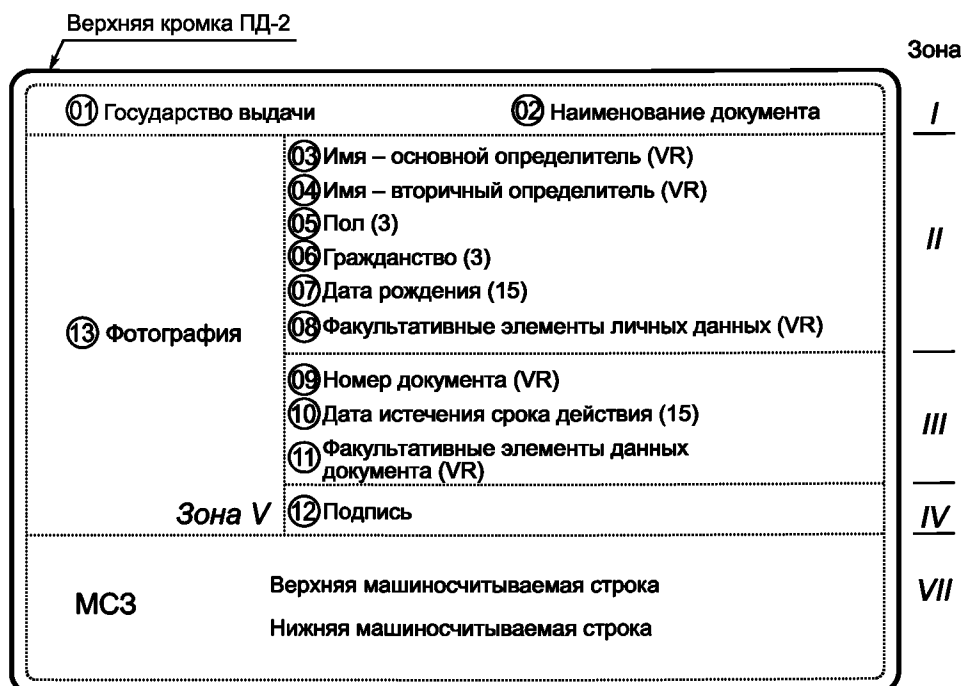 Верхняя кромка ПД-2
Зона
01 Государство выдачи 02 Наименование документа
I
03 Имя – основной определитель (VR)
04 Имя – вторичный определитель (VR)
05 Пол (3)
06 Гражданство (3)
07 Дата рождения (15)
08 Факультативные элементы личных данных (VR)
II
13 Фотография
09 Номер документа (VR)
10 Дата истечения срока действия (15)
11 Факультативные элементы данных
документа (VR)
III
Зона V
12 Подпись
IV
МСЗ
Верхняя машиносчитываемая строка
Нижняя машиносчитываемая строка
VII